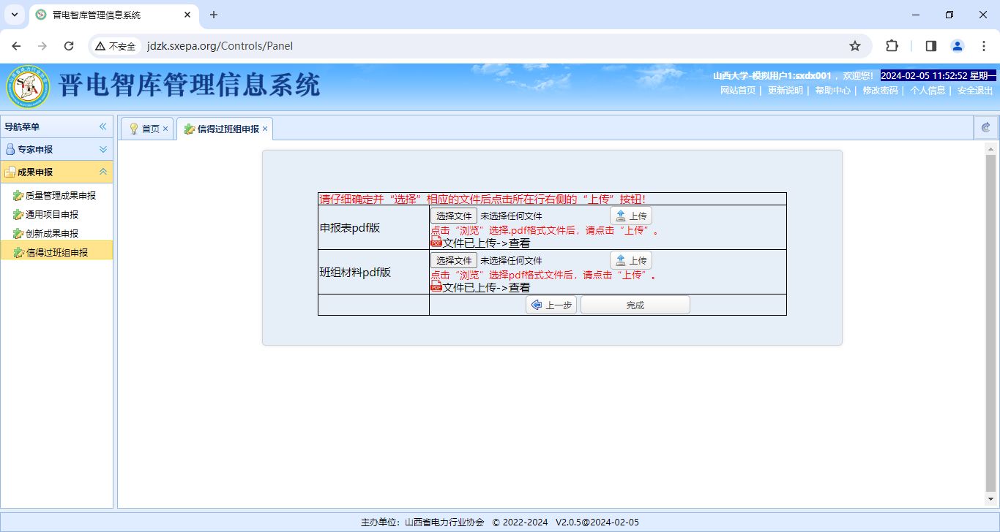 晋电智库管理信息系统
不安全 jdzk.sxepa.org/Controls/Panel
晋电智库管理信息系统
山西大学-模拟用户1:sxdx001 ，欢迎您! 2024-02-05 11:52:52 星期一
网站首页 | 更新说明 | 帮助中心 | 修改密码 | 个人信息 | 安全退出
导航菜单
专家申报
成果申报
质量管理成果申报
通用项目申报
创新成果申报
信得过班组申报
首页
信得过班组申报
请仔细确定并“选择”相应的文件后点击所在行右侧的“上传”按钮！
申报表pdf版
选择文件 未选择任何文件 上传
点击“浏览”选择.pdf格式文件后，请点击“上传”。
文件已上传->查看
班组材料pdf版
选择文件 未选择任何文件 上传
点击“浏览”选择pdf格式文件后，请点击“上传”。
文件已上传->查看
上一步 完成
主办单位：山西省电力行业协会 © 2022-2024 V2.0.5@2024-02-05